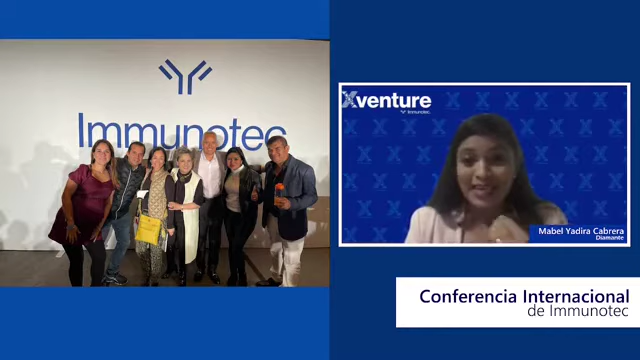 Immunotec
Xventure
Immunotec.
Mabel Yadira Cabrera
Diamante
Conferencia Internacional
de Immunotec